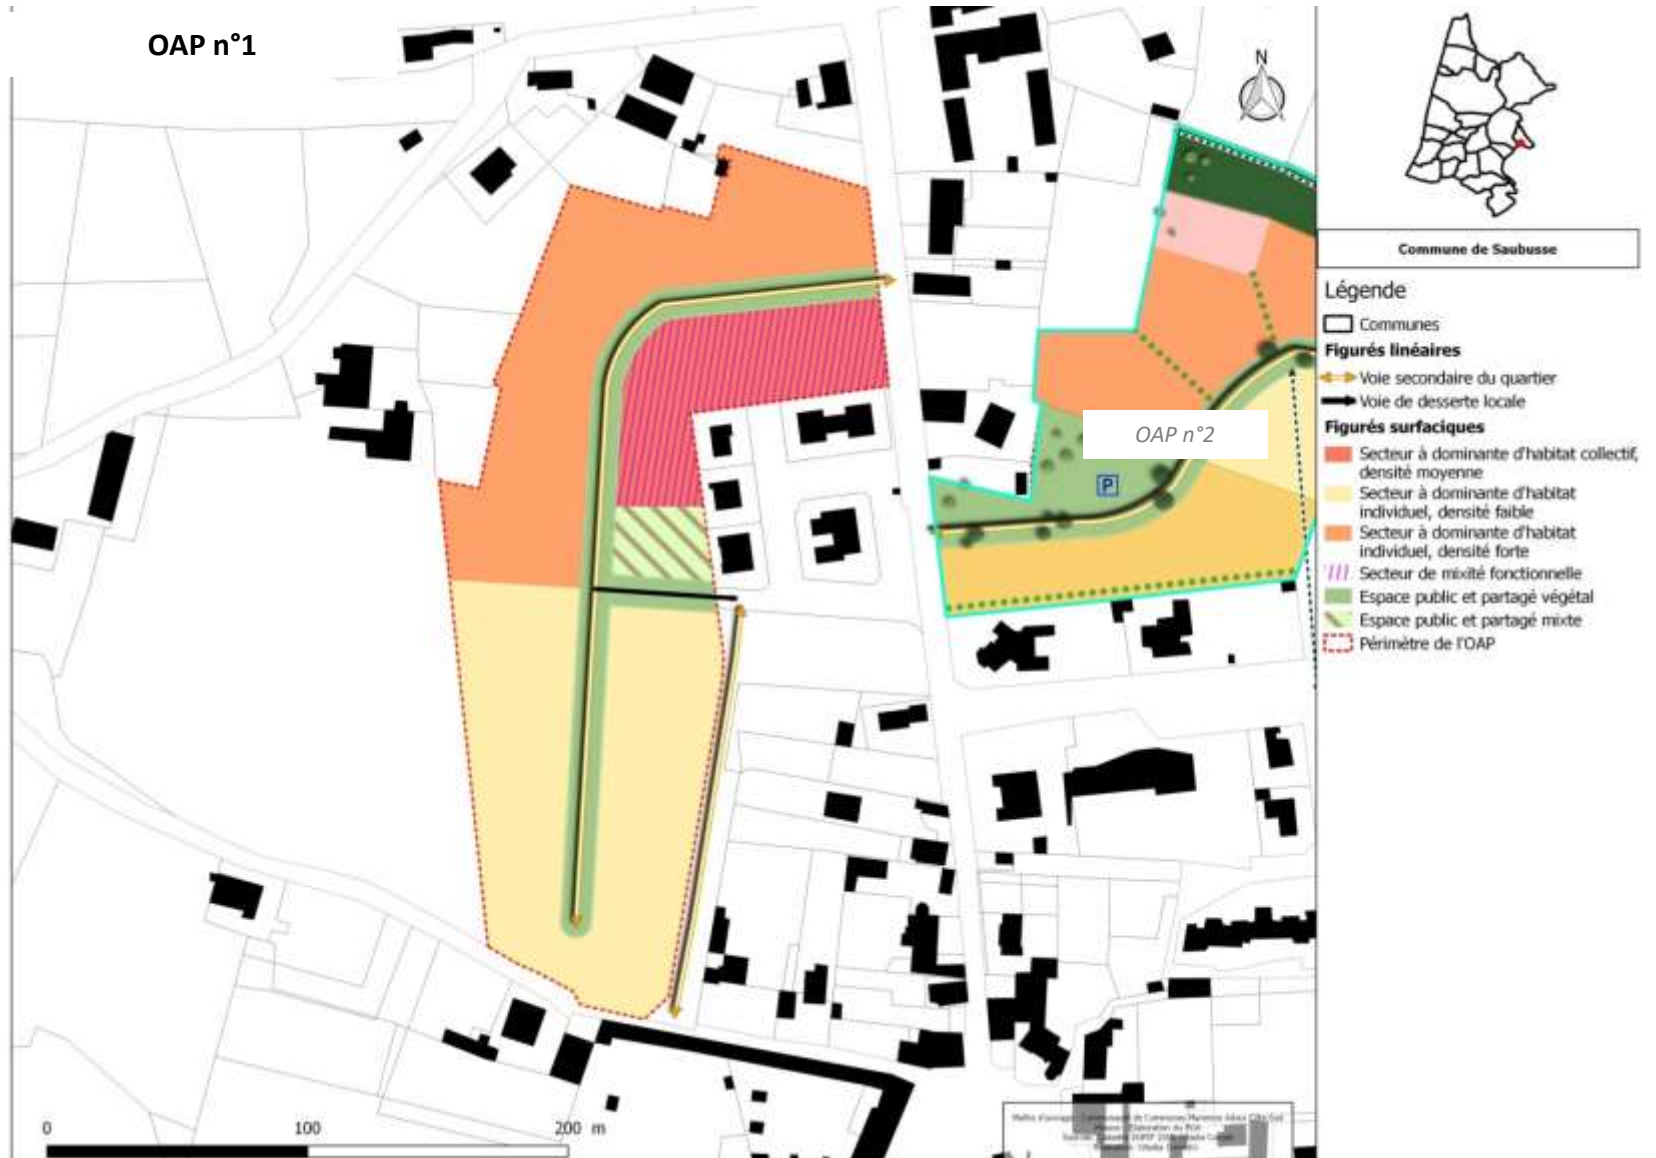 OAP n°1
N
Commune de Saubusse
Légende
Communes
Figurés linéaires
Voie secondaire du quartier
Voie de desserte locale
Figurés surfaciques
Secteur à dominante d'habitat collectif,
densité moyenne
Secteur à dominante d'habitat
individuel, densité faible
Secteur à dominante d'habitat
individuel, densité forte
Secteur de mixité fonctionnelle
Espace public et partagé végétal
Espace public et partagé mixte
Périmètre de l'OAP
OAP n°2
P
0 100 200 m